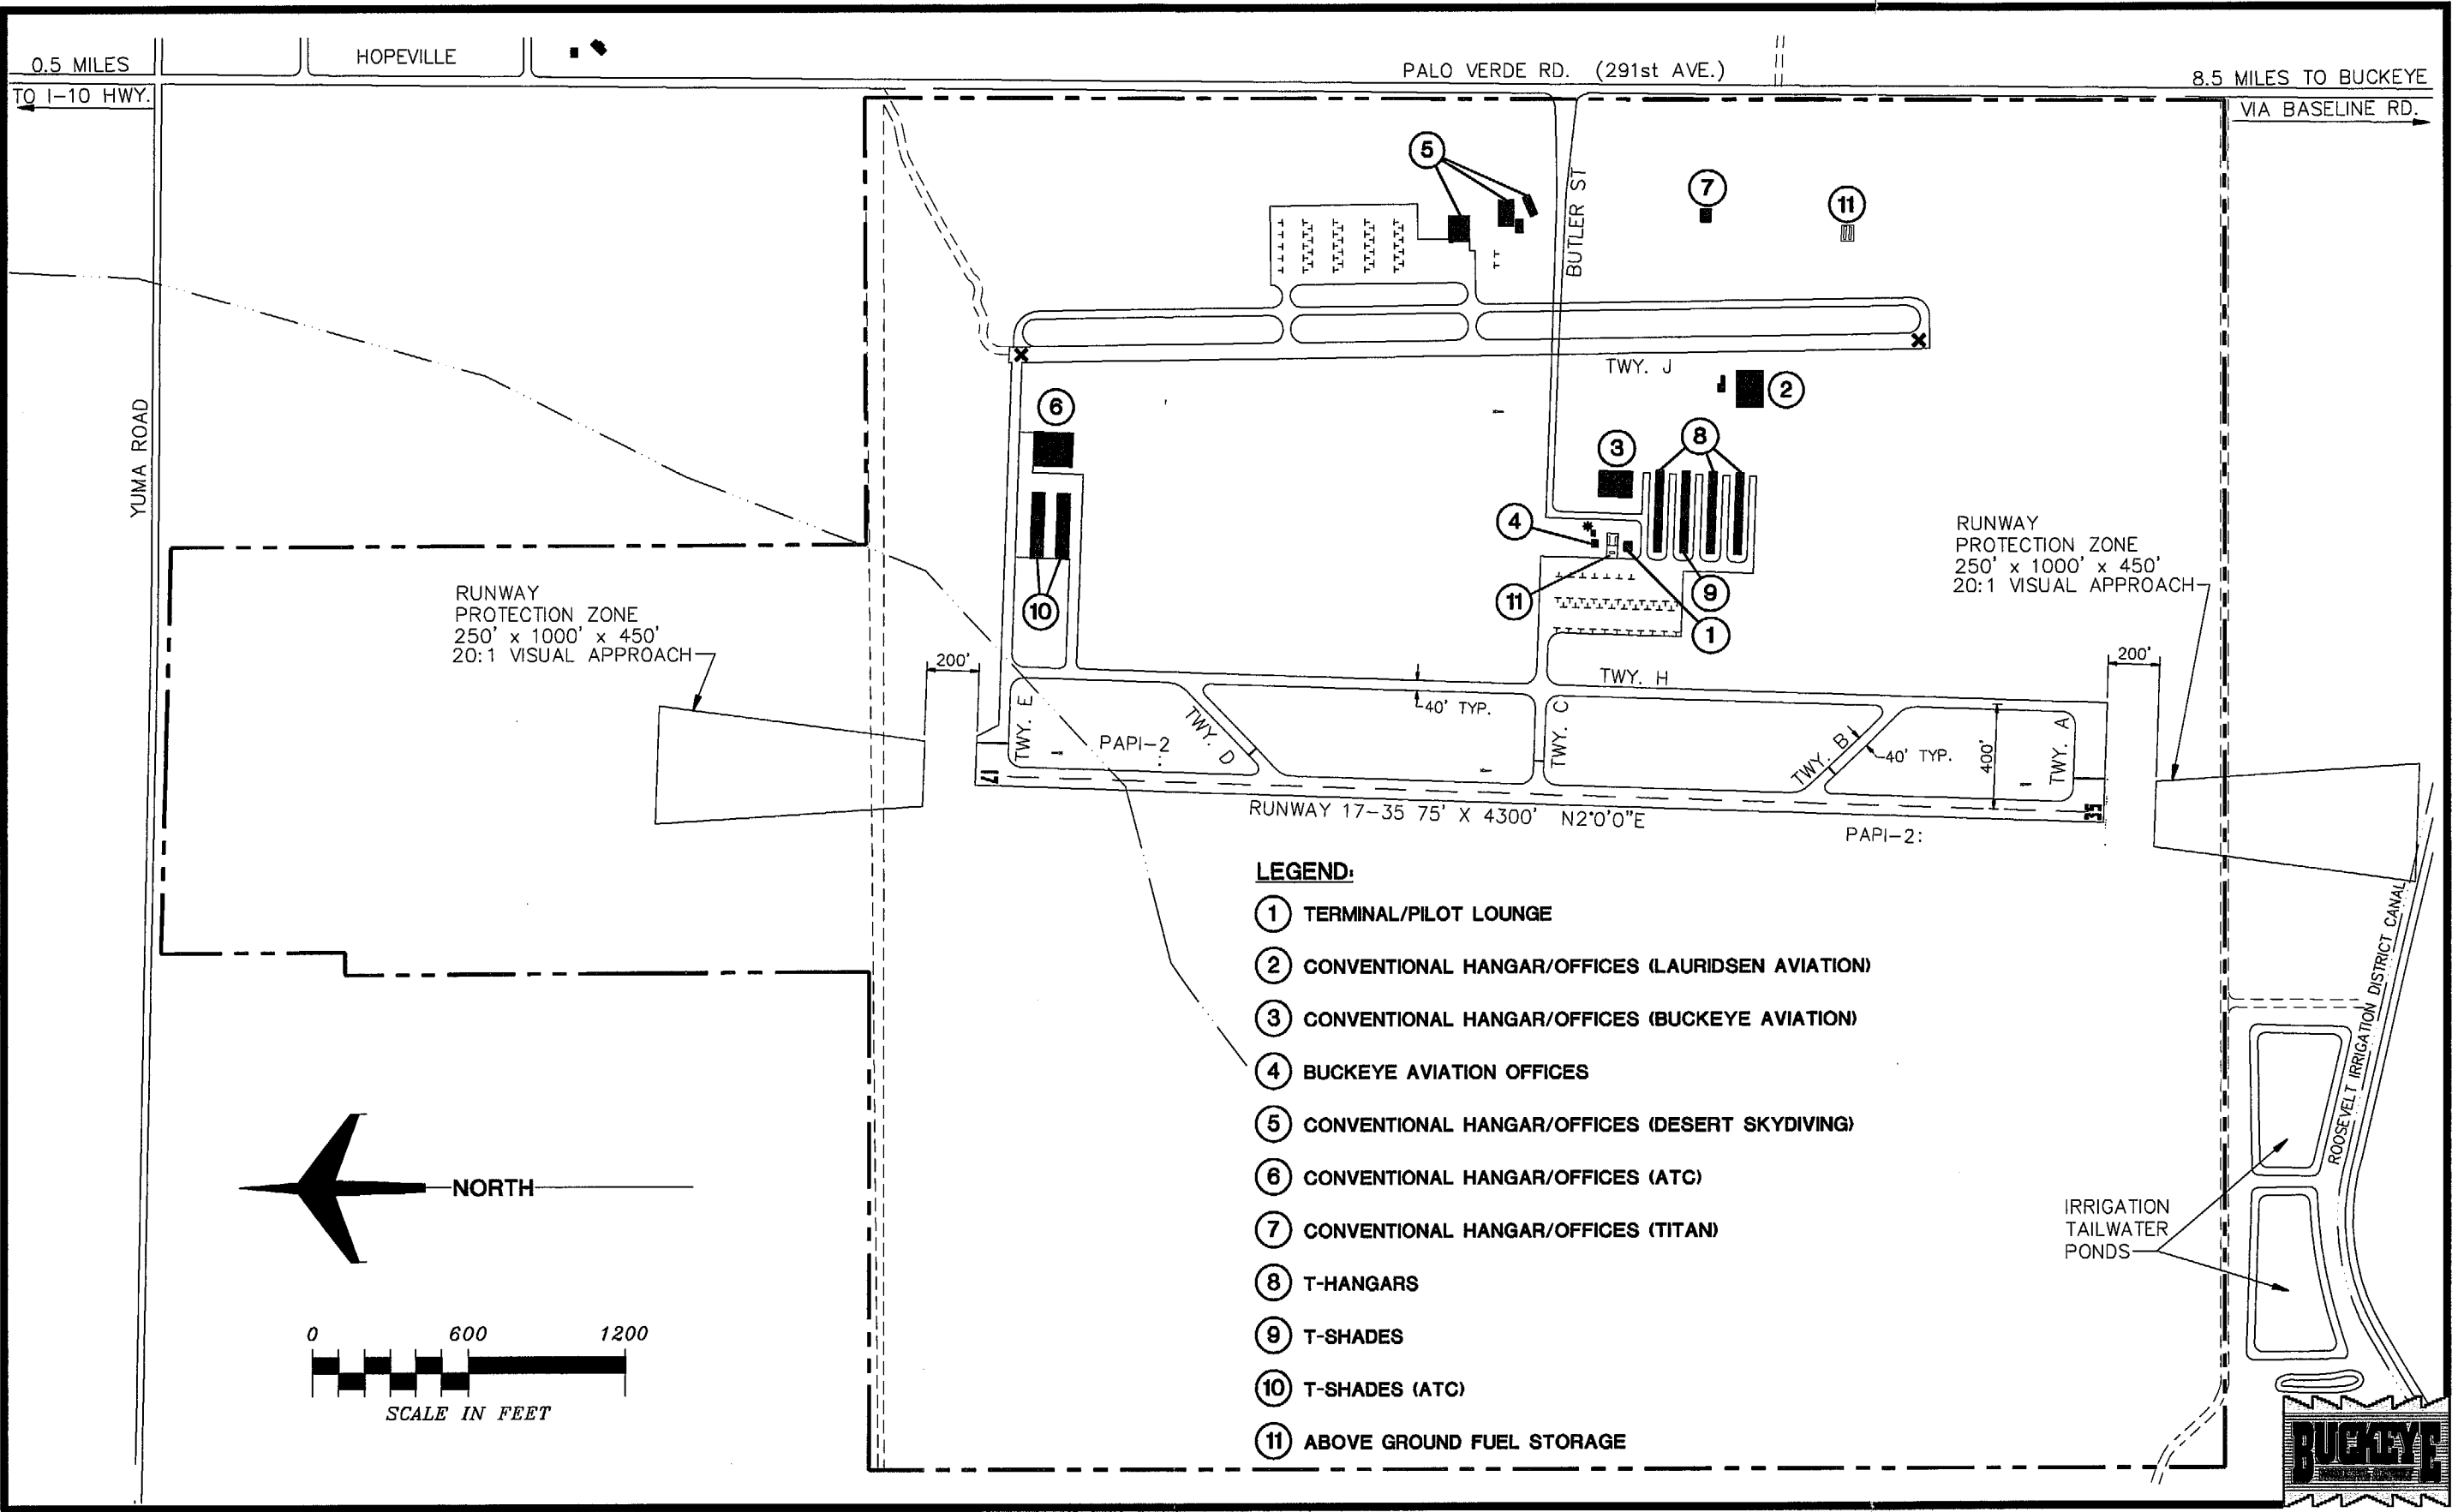 0.5 MILES
TO I-10 HWY.
HOPEVILLE
PALO VERDE RD. (291st AVE.)
8.5 MILES TO BUCKEYE
VIA BASELINE RD.
YUMA ROAD
BUTLER ST
5
7
11
TWY. J
2
6
3
8
4
11
9
1
10
RUNWAY
PROTECTION ZONE
250' x 1000' x 450'
20:1 VISUAL APPROACH
200'
RUNWAY
PROTECTION ZONE
250' x 1000' x 450'
20:1 VISUAL APPROACH
200'
TWY. H
40' TYP.
TWY. E
PAPI-2
TWY. D
TWY. C
TWY. B
40' TYP.
400'
TWY. A
17
35
RUNWAY 17-35 75' X 4300' N2°0'0"E
PAPI-2:
LEGEND:
1 TERMINAL/PILOT LOUNGE
2 CONVENTIONAL HANGAR/OFFICES (LAURIDSEN AVIATION)
3 CONVENTIONAL HANGAR/OFFICES (BUCKEYE AVIATION)
4 BUCKEYE AVIATION OFFICES
5 CONVENTIONAL HANGAR/OFFICES (DESERT SKYDIVING)
6 CONVENTIONAL HANGAR/OFFICES (ATC)
7 CONVENTIONAL HANGAR/OFFICES (TITAN)
8 T-HANGARS
9 T-SHADES
10 T-SHADES (ATC)
11 ABOVE GROUND FUEL STORAGE
NORTH
0 600 1200
SCALE IN FEET
ROOSEVELT IRRIGATION DISTRICT CANAL
IRRIGATION
TAILWATER
PONDS
BUCKEYE